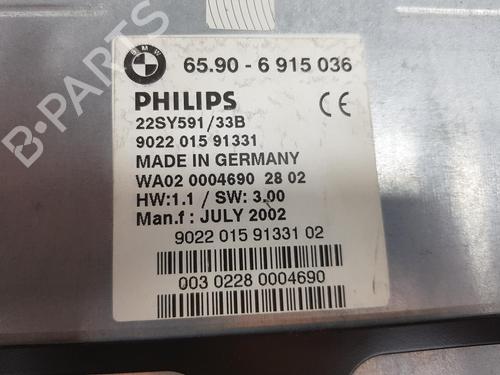 BMW
65.90 - 6 915 036
PHILIPS
CE
22SY591/33B
9022 015 91331
MADE IN GERMANY
WA02 0004690 28 02
HW:1.1 / SW: 3.00
Man.f : JULY 2002
9022 015 91331 02
003 0228 0004690
B-PARTS